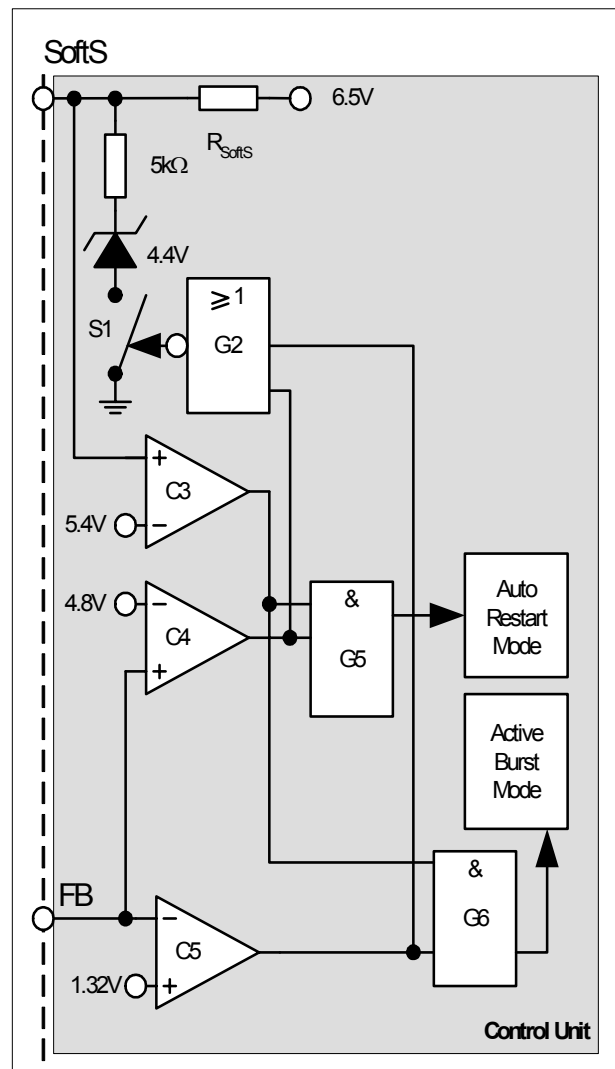 SoftS
6.5V
R_SoftS
5kΩ
4.4V
≥1
G2
S1
+
C3
5.4V
−
4.8V
−
C4
+
&
G5
Auto
Restart
Mode
Active
Burst
Mode
&
G6
FB
−
C5
1.32V
+
Control Unit